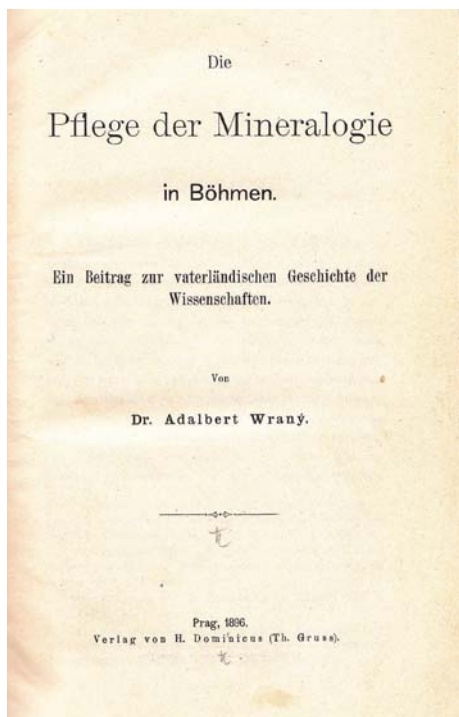 Die
Pflege der Mineralogie
in Böhmen.
Ein Beitrag zur vaterländischen Geschichte der
Wissenschaften.
Von
Dr. Adalbert Wraný.
Prag, 1896.
Verlag von H. Dominicus (Th. Gruss).